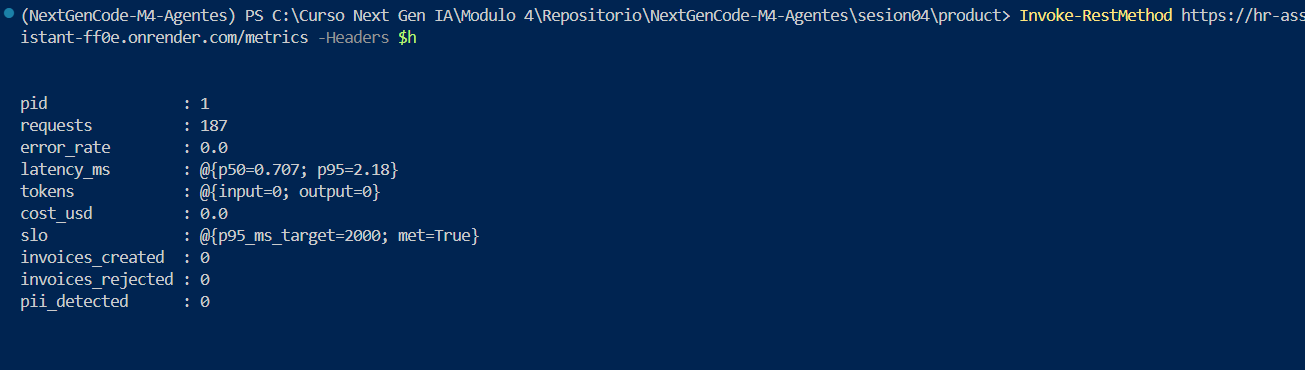 (NextGenCode-M4-Agentes) PS C:\Curso Next Gen IA\Modulo 4\Repositorio\NextGenCode-M4-Agentes\sesion04\product> Invoke-RestMethod https://hr-ass
istant-ff0e.onrender.com/metrics -Headers $h
pid : 1
requests : 187
error_rate : 0.0
latency_ms : @{p50=0.707; p95=2.18}
tokens : @{input=0; output=0}
cost_usd : 0.0
slo : @{p95_ms_target=2000; met=True}
invoices_created : 0
invoices_rejected : 0
pii_detected : 0